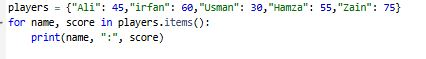 players = {"Ali": 45,"irfan": 60,"Usman": 30,"Hamza": 55,"Zain": 75}
for name, score in players.items():
    print(name, ":", score)